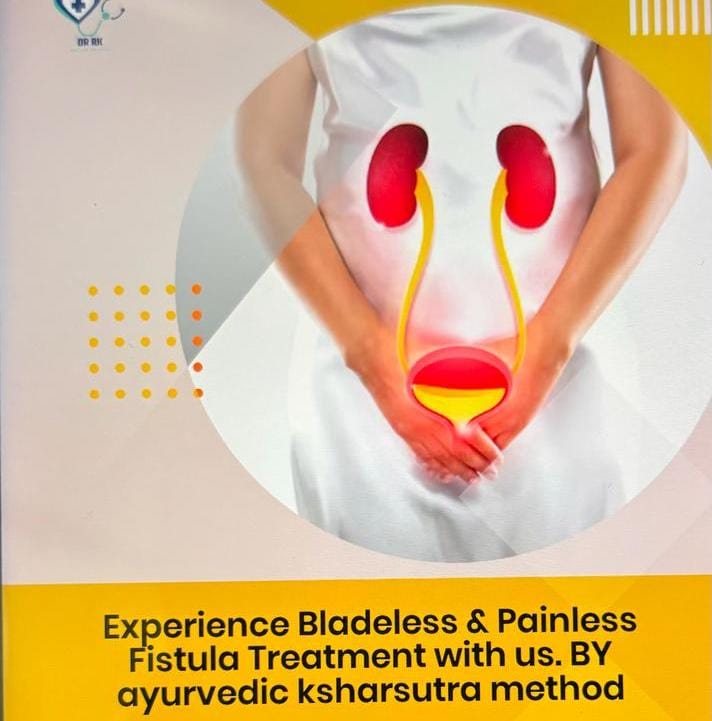 DR RK
Experience Bladeless & Painless
Fistula Treatment with us. BY
ayurvedic ksharsutra method